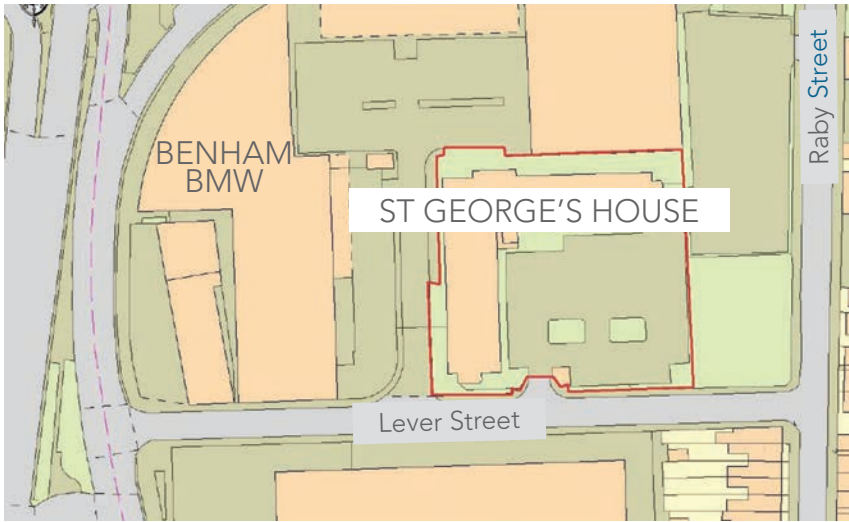 BENHAM
BMW
ST GEORGE'S HOUSE
Raby Street
Lever Street